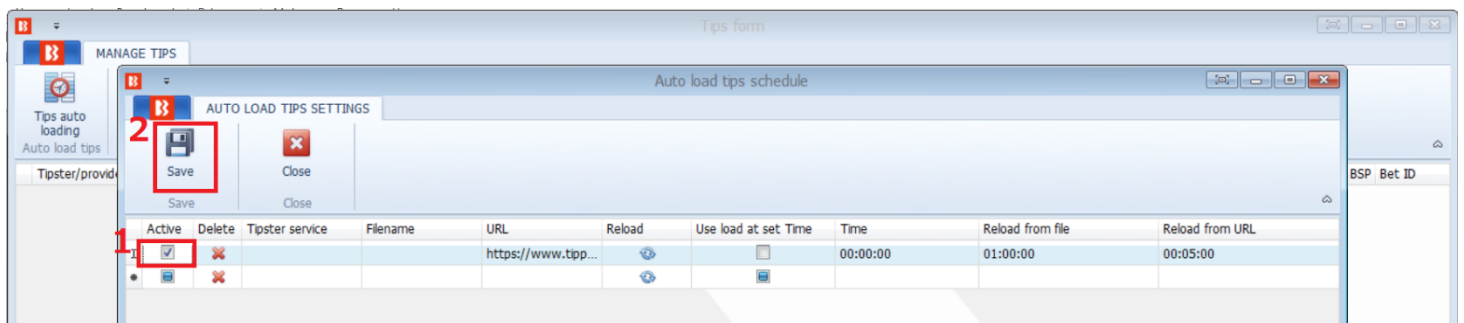 Tips form
MANAGE TIPS
Auto load tips schedule
Tips auto
loading
Auto load tips
AUTO LOAD TIPS SETTINGS
2
Save
Close
Save
Close
Tipster/provid
BSP Bet ID
Active Delete Tipster service Filename URL Reload Use load at set Time Time Reload from file Reload from URL
1
https://www.tipp... 00:00:00 01:00:00 00:05:00